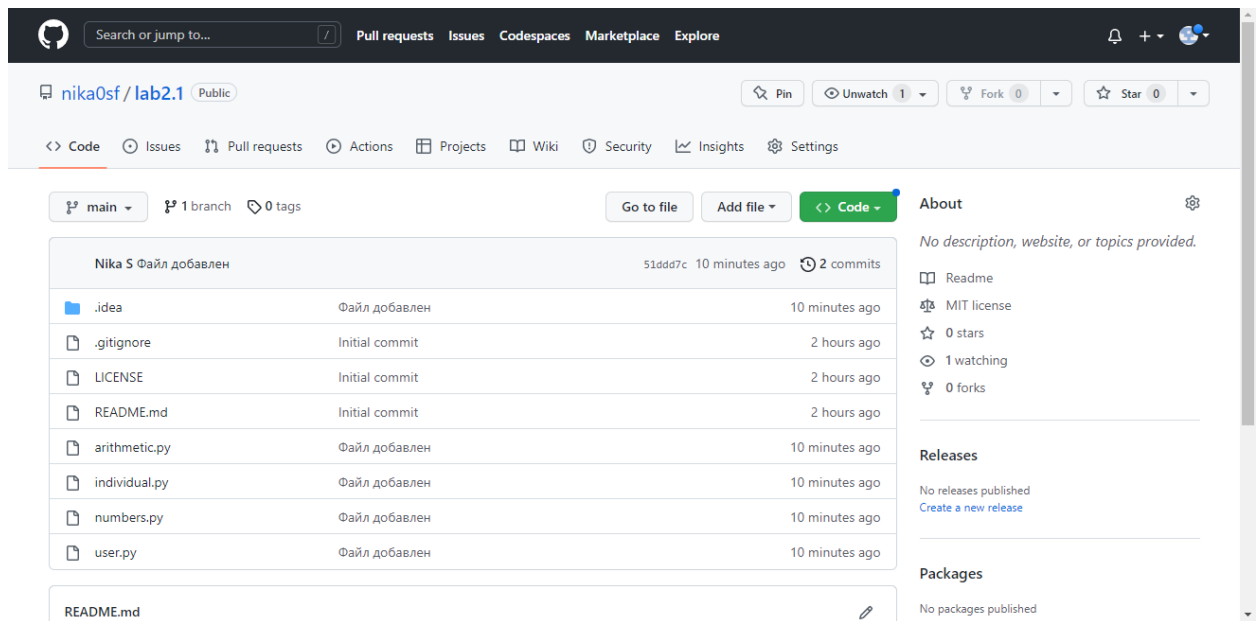 Search or jump to... / Pull requests Issues Codespaces Marketplace Explore
nika0sf / lab2.1 Public Pin Unwatch 1 Fork 0 Star 0
Code Issues Pull requests Actions Projects Wiki Security Insights Settings
main 1 branch 0 tags Go to file Add file Code
Nika S Файл добавлен 51ddd7c 10 minutes ago 2 commits
.idea Файл добавлен 10 minutes ago
.gitignore Initial commit 2 hours ago
LICENSE Initial commit 2 hours ago
README.md Initial commit 2 hours ago
arithmetic.py Файл добавлен 10 minutes ago
individual.py Файл добавлен 10 minutes ago
numbers.py Файл добавлен 10 minutes ago
user.py Файл добавлен 10 minutes ago
README.md
About
No description, website, or topics provided.
Readme
MIT license
0 stars
1 watching
0 forks
Releases
No releases published
Create a new release
Packages
No packages published